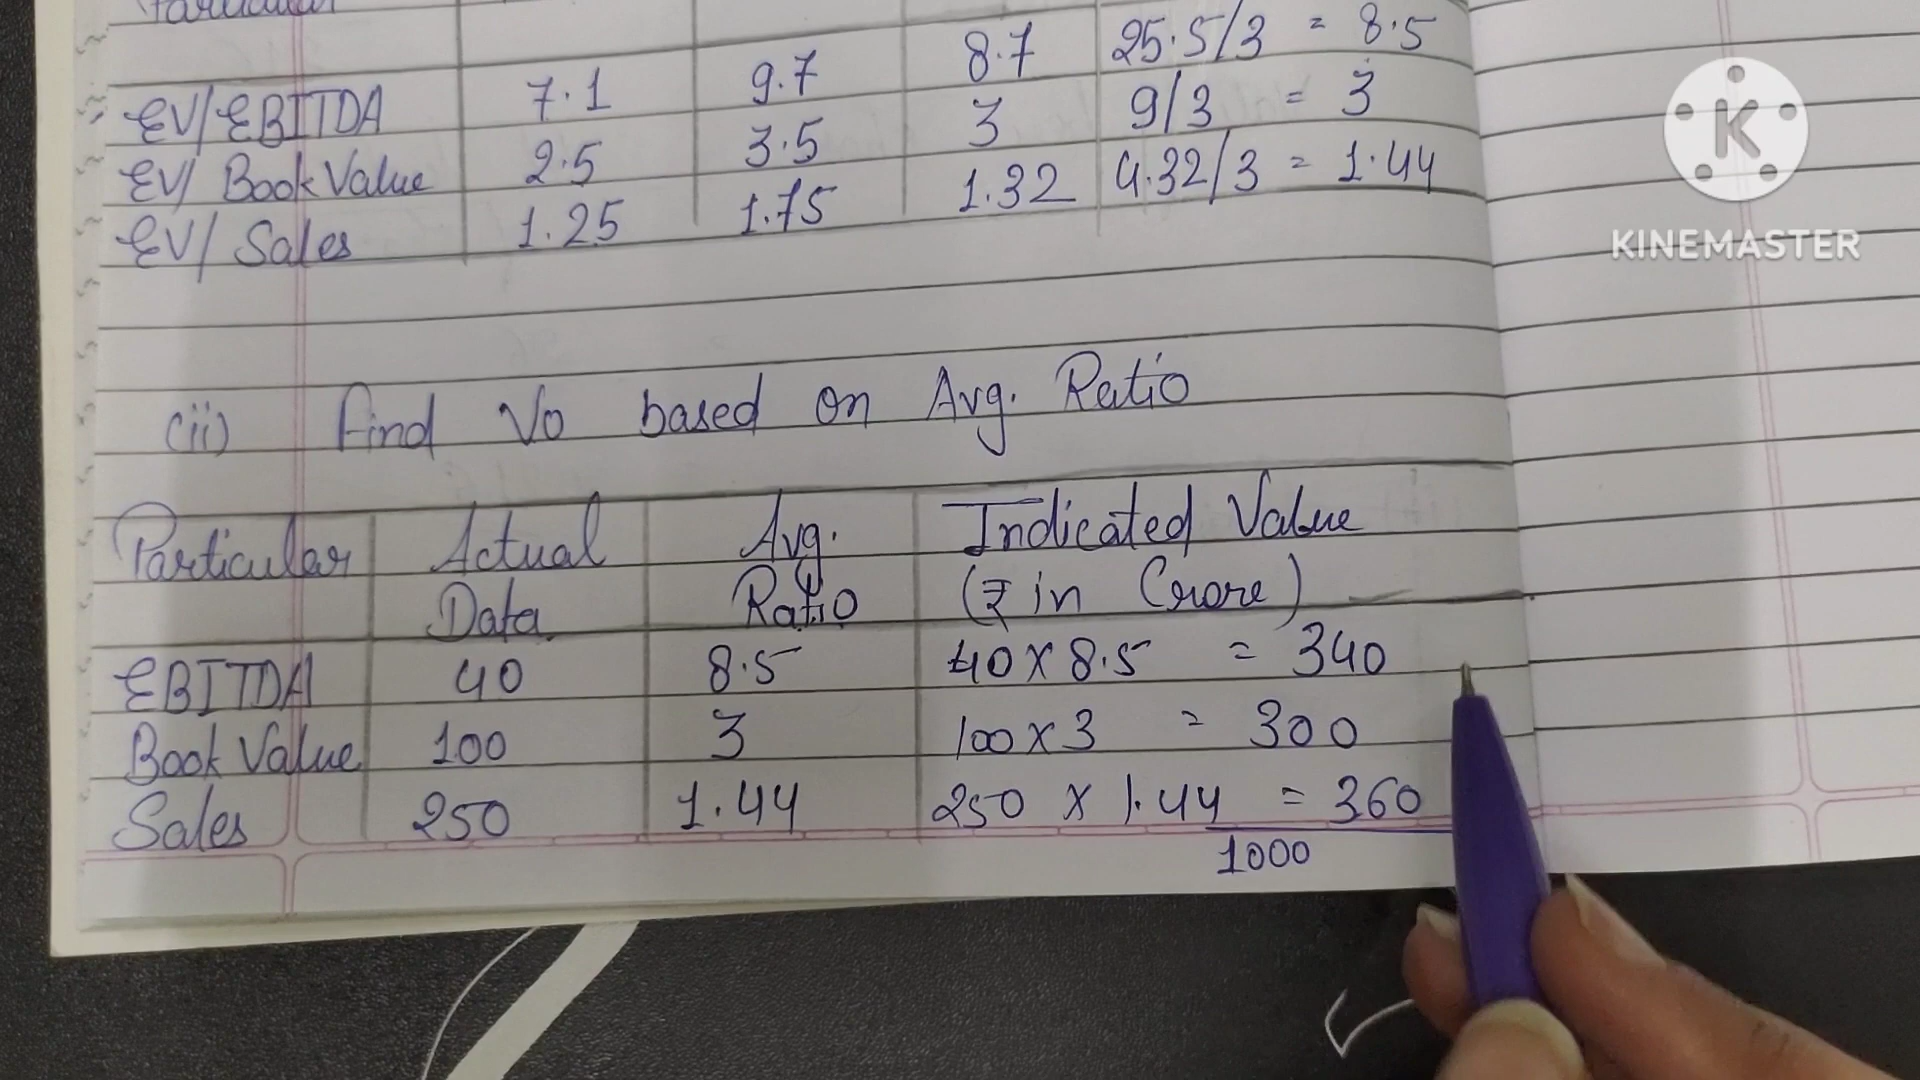 Particular
EV/EBITDA 7.1 9.7 8.7 25.5/3 = 8.5
EV/ Book Value 2.5 3.5 3 9/3 = 3
EV/ Sales 1.25 1.75 1.32 4.32/3 = 1.44
K
KINEMASTER
(ii) Find Vo based on Avg. Ratio
Particular Actual Avg. Indicated Value
Data Ratio (₹ in Crore)
EBITDA 40 8.5 40 x 8.5 = 340
Book Value 100 3 100 x 3 = 300
Sales 250 1.44 250 x 1.44 = 360
1000